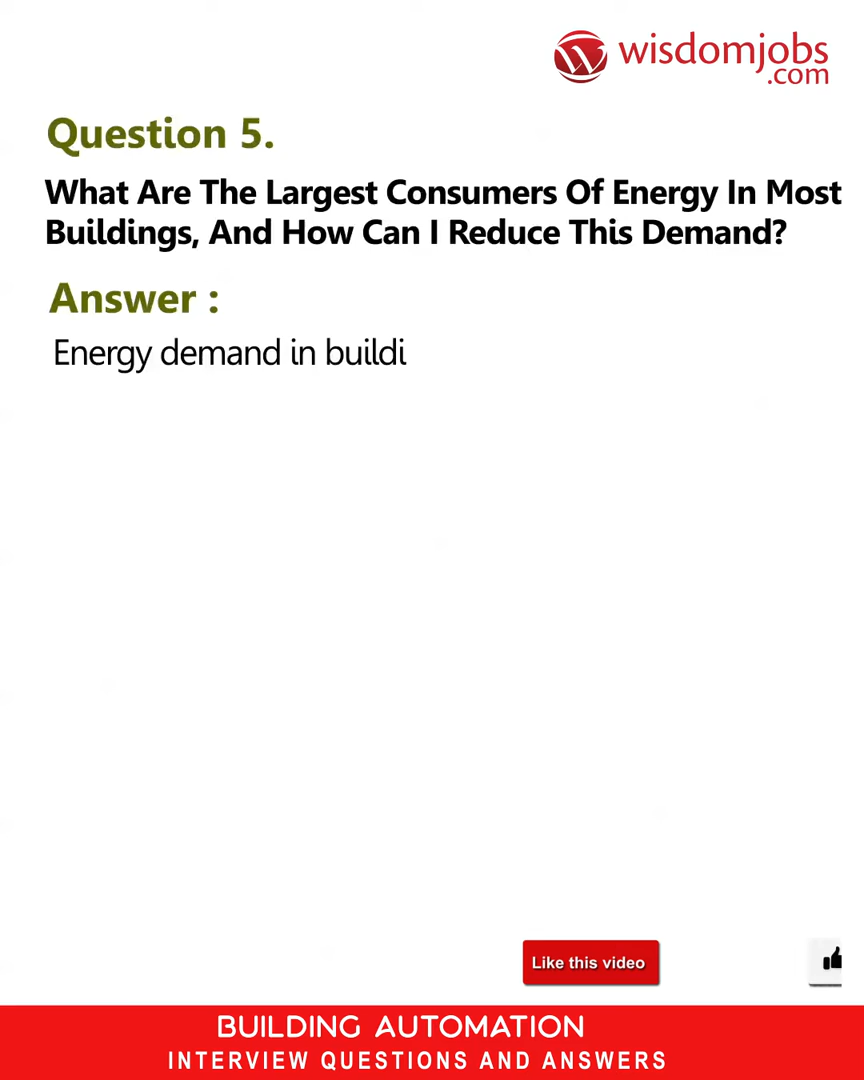 wisdomjobs
.com
Question 5.
What Are The Largest Consumers Of Energy In Most
Buildings, And How Can I Reduce This Demand?
Answer :
Energy demand in buildi
Like this video
BUILDING AUTOMATION
INTERVIEW QUESTIONS AND ANSWERS